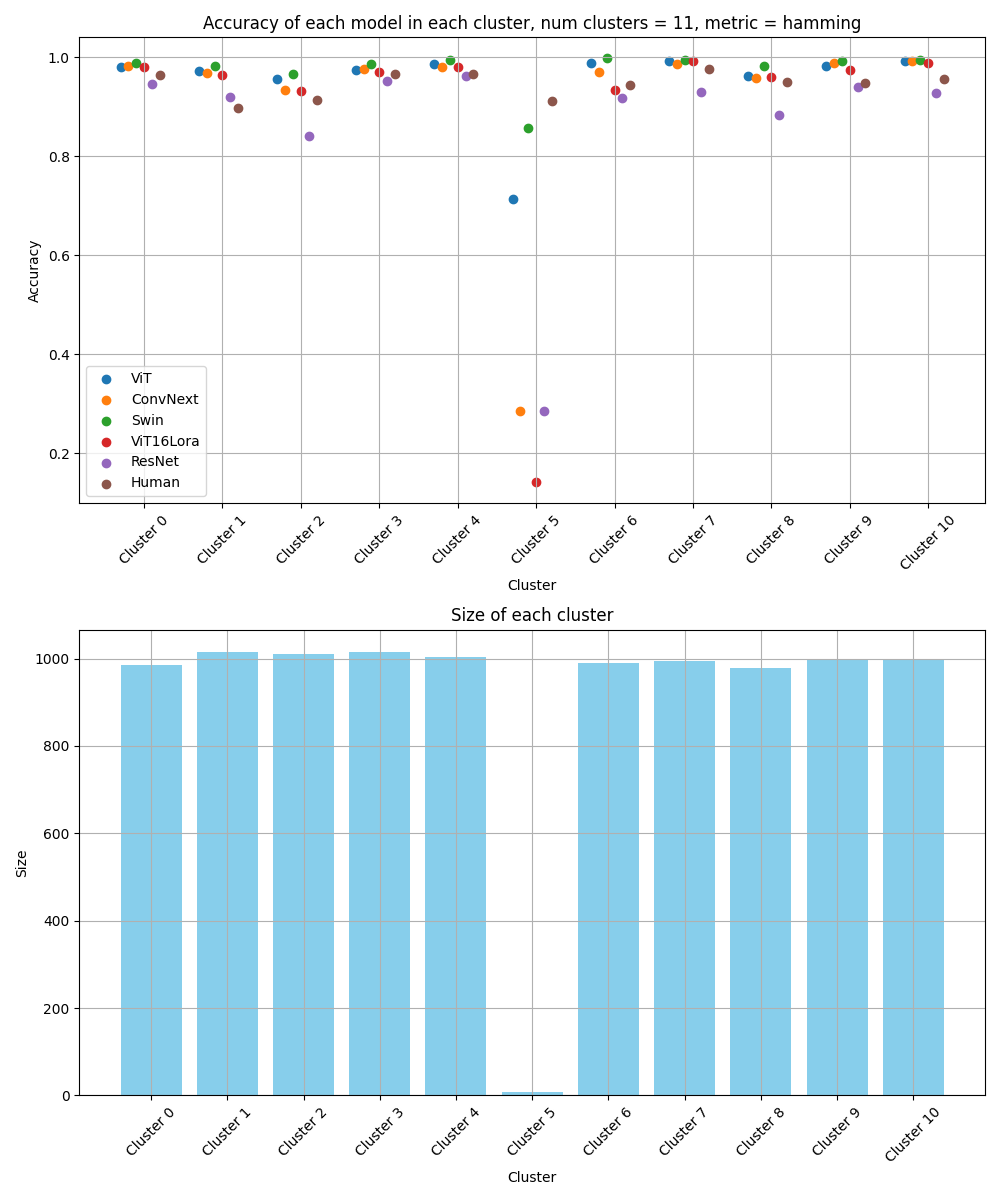 Accuracy of each model in each cluster, num clusters = 11, metric = hamming
1.0
0.8
0.6
0.4
0.2
Accuracy
ViT
ConvNext
Swin
ViT16Lora
ResNet
Human
Cluster 0
Cluster 1
Cluster 2
Cluster 3
Cluster 4
Cluster 5
Cluster 6
Cluster 7
Cluster 8
Cluster 9
Cluster 10
Cluster
Size of each cluster
1000
800
600
400
200
0
Size
Cluster 0
Cluster 1
Cluster 2
Cluster 3
Cluster 4
Cluster 5
Cluster 6
Cluster 7
Cluster 8
Cluster 9
Cluster 10
Cluster